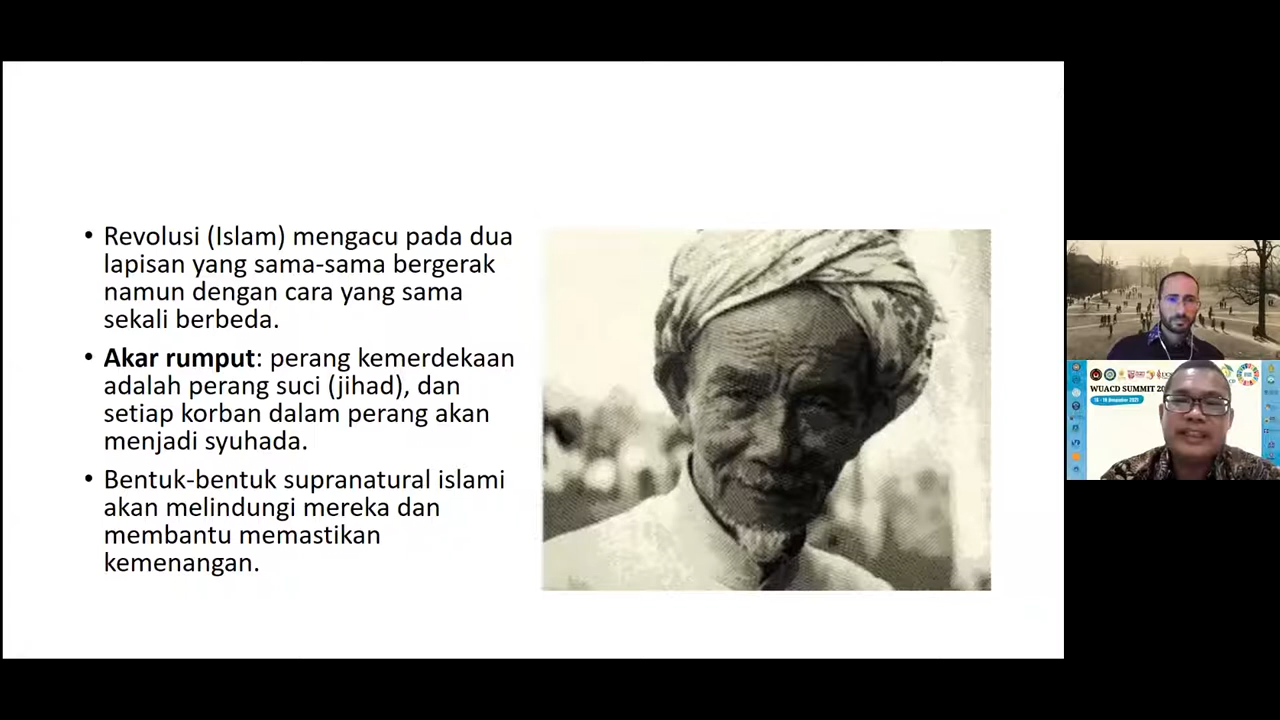 • Revolusi (Islam) mengacu pada dua
lapisan yang sama-sama bergerak
namun dengan cara yang sama
sekali berbeda.
• Akar rumput: perang kemerdekaan
adalah perang suci (jihad), dan
setiap korban dalam perang akan
menjadi syuhada.
• Bentuk-bentuk supranatural islami
akan melindungi mereka dan
membantu memastikan
kemenangan.
WUACD SUMMIT